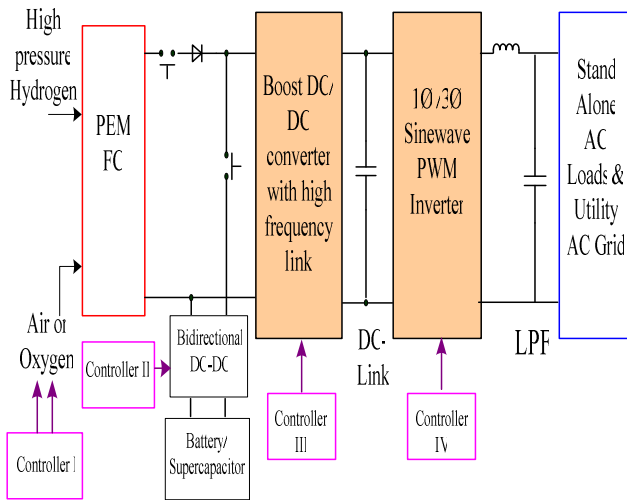 High
pressure
Hydrogen
PEM
FC
Air or
Oxygen
Controller I
Controller II
Bidirectional
DC-DC
Battery/
Supercapacitor
Boost DC/
DC
converter
with high
frequency
link
Controller
III
DC-
Link
1Ø/3Ø
Sinewave
PWM
Inverter
Controller
IV
LPF
Stand
Alone
AC
Loads &
Utility
AC Grid